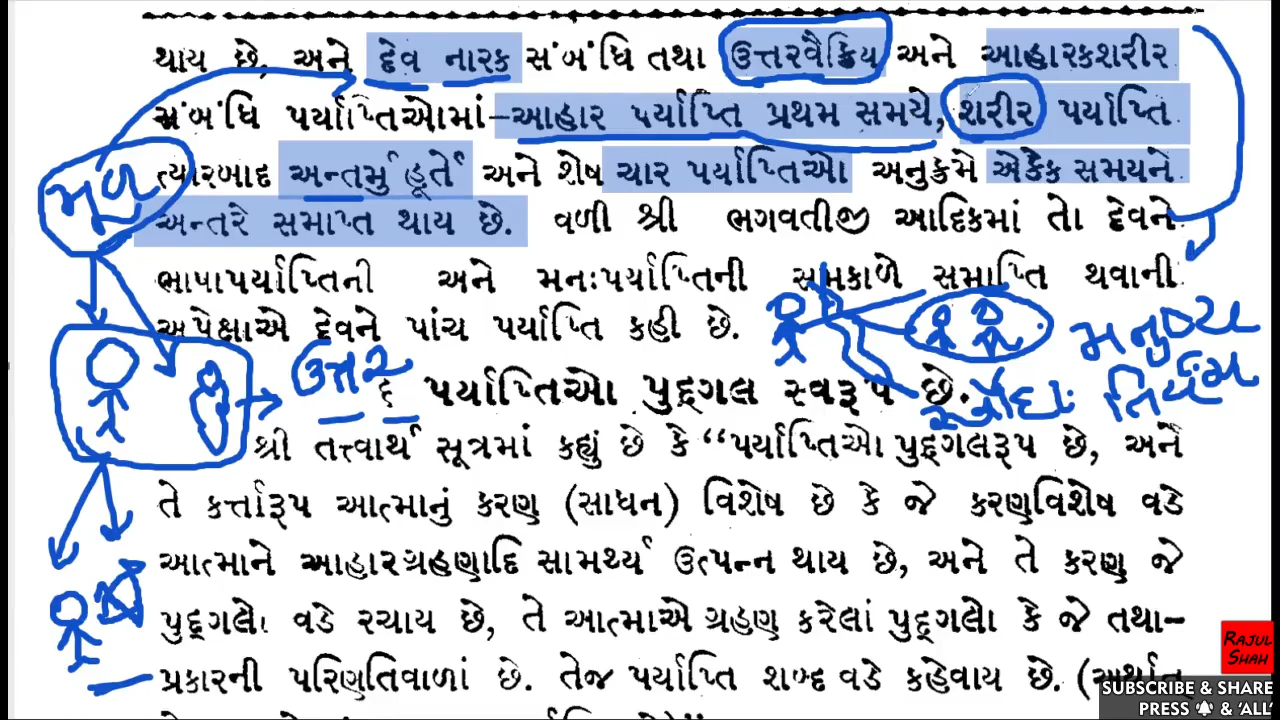 થાય છે, અને દેવ નારક સંબંધિ તથા ઉત્તરવૈક્રિય અને આહારકશરીર
સંબંધિ પર્યાપ્તિઓમાં-આહાર પર્યાપ્તિ પ્રથમ સમયે, શરીર પર્યાપ્તિ
ત્યારબાદ અન્તર્મુહૂર્તે અને શેષ ચાર પર્યાપ્તિઓ અનુક્રમે એકેક સમયને
અન્તરે સમાપ્ત થાય છે. વળી શ્રી ભગવતીજી આદિકમાં તો દેવને
ભાષાપર્યાપ્તિની અને મનઃપર્યાપ્તિની સમકાળે સમાપ્તિ થવાની
અપેક્ષાએ દેવને પાંચ પર્યાપ્તિ કહી છે.
મૂળ
ઉત્તર
મનુષ્ય
તિર્યંચ
૬ પર્યાપ્તિઓ પુદ્ગલ સ્વરૂપ છે.
શ્રી તત્ત્વાર્થ સૂત્રમાં કહ્યું છે કે “પર્યાપ્તિઓ પુદ્ગલરૂપ છે, અને
તે કર્ત્તારૂપ આત્માનું કરણ (સાધન) વિશેષ છે કે જે કરણવિશેષ વડે
આત્માને આહારગ્રહણાદિ સામર્થ્ય ઉત્પન્ન થાય છે, અને તે કરણ જે
પુદ્ગલો વડે રચાય છે, તે આત્માએ ગ્રહણ કરેલાં પુદ્ગલો કે જે તથા-
પ્રકારની પરિણતિવાળાં છે. તેજ પર્યાપ્તિ શબ્દ વડે કહેવાય છે. (અર્થાત્
RAJUL
SHAH
SUBSCRIBE & SHARE
PRESS & 'ALL'